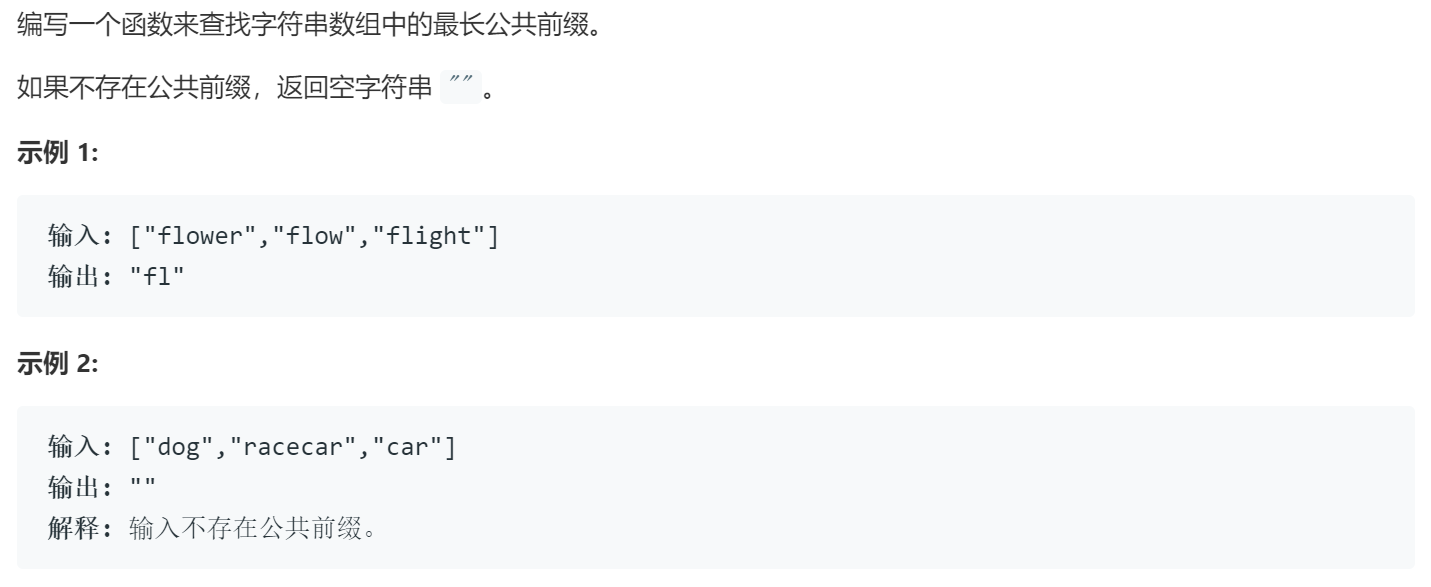 编写一个函数来查找字符串数组中的最长公共前缀。
如果不存在公共前缀，返回空字符串 ""。
示例 1:
输入: ["flower","flow","flight"]
输出: "fl"
示例 2:
输入: ["dog","racecar","car"]
输出: ""
解释: 输入不存在公共前缀。